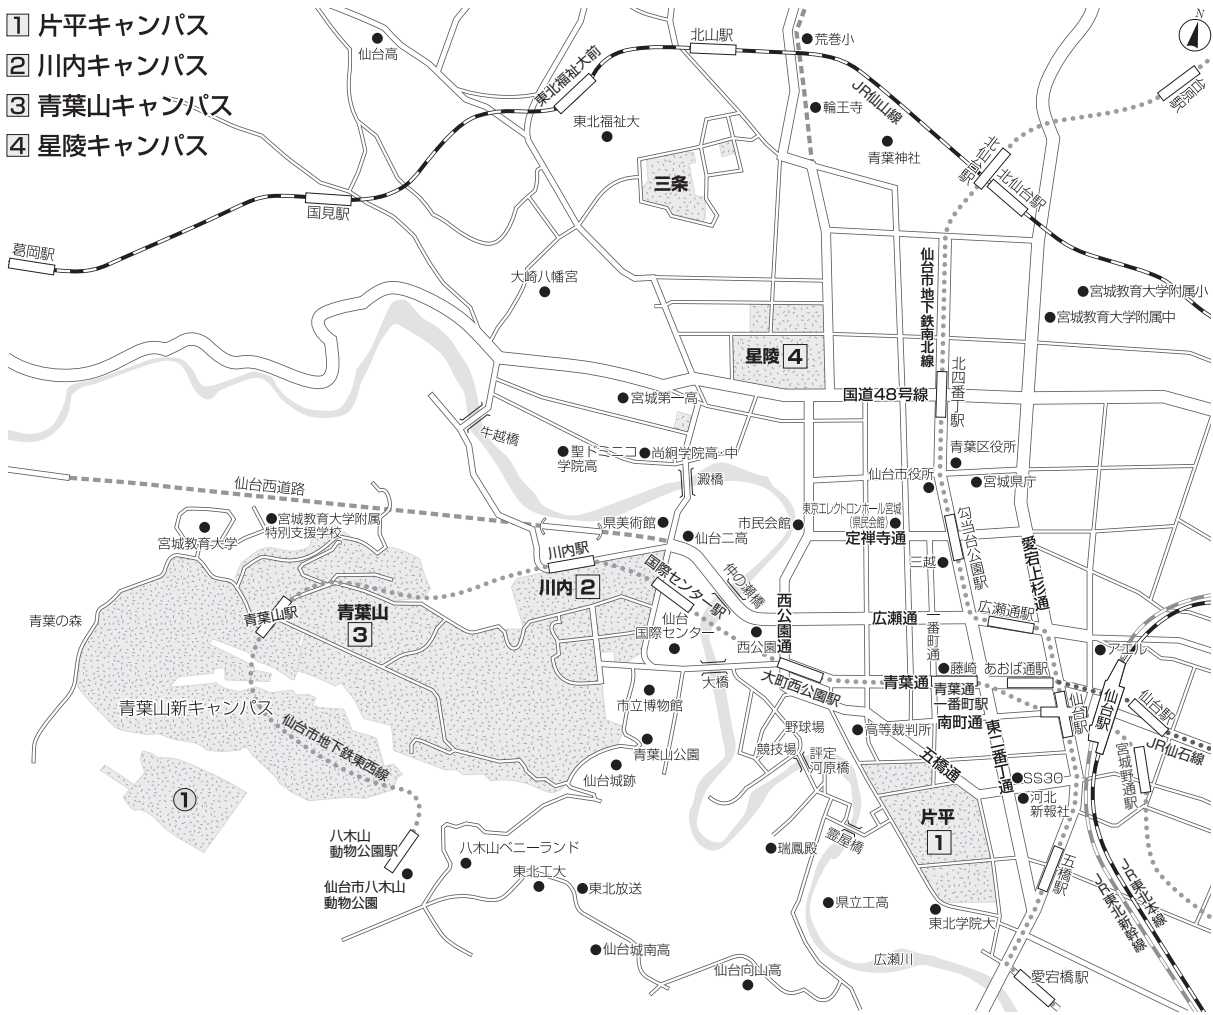 1 片平キャンパス
2 川内キャンパス
3 青葉山キャンパス
4 星陵キャンパス
N
仙台高
北山駅
荒巻小
東北福祉大前
JR仙山線
台原駅
輪王寺
東北福祉大
青葉神社
北仙台駅
北仙台駅
三条
国見駅
葛岡駅
大崎八幡宮
仙台市地下鉄南北線
宮城教育大学附属小
宮城教育大学附属中
星陵 4
国道48号線
北四番丁駅
宮城第一高
牛越橋
聖ドミニコ
学院高
尚絅学院高・中
澱橋
青葉区役所
仙台市役所
宮城県庁
仙台西道路
宮城教育大学附属
特別支援学校
宮城教育大学
県美術館
仙台二高
市民会館
東京エレクトロンホール宮城
(県民会館)
定禅寺通
勾当台公園駅
愛宕上杉通
三越
川内駅
川内 2
国際センター駅
仲の瀬橋
西公園通
広瀬通
一番町通
広瀬通駅
青葉の森
青葉山駅
青葉山
3
仙台
国際センター
西公園
アエル
藤崎
あおば通駅
大橋
大町西公園駅
青葉通
青葉通
一番町駅
仙台駅
仙台駅
仙台駅
JR仙石線
青葉山新キャンパス
仙台市地下鉄東西線
市立博物館
青葉山公園
仙台城跡
野球場
競技場
評定
河原橋
高等裁判所
南町通
東二番丁通
五橋通
宮城野通駅
SS30
河北
新報社
①
片平
1
八木山
動物公園駅
八木山ベニーランド
仙台市八木山
動物公園
東北工大
東北放送
瑞鳳殿
霊屋橋
五橋駅
JR東北本線
JR東北新幹線
県立工高
東北学院大
仙台城南高
仙台向山高
広瀬川
愛宕橋駅